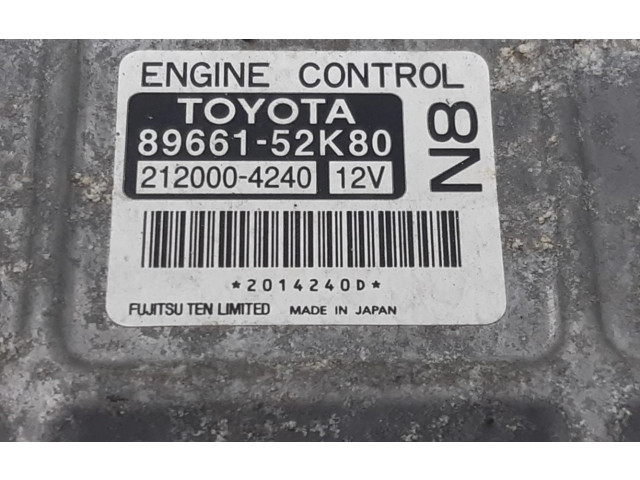 ENGINE CONTROL
TOYOTA
89661-52K80
212000-4240 12V
N8
*2014240D*
FUJITSU TEN LIMITED MADE IN JAPAN